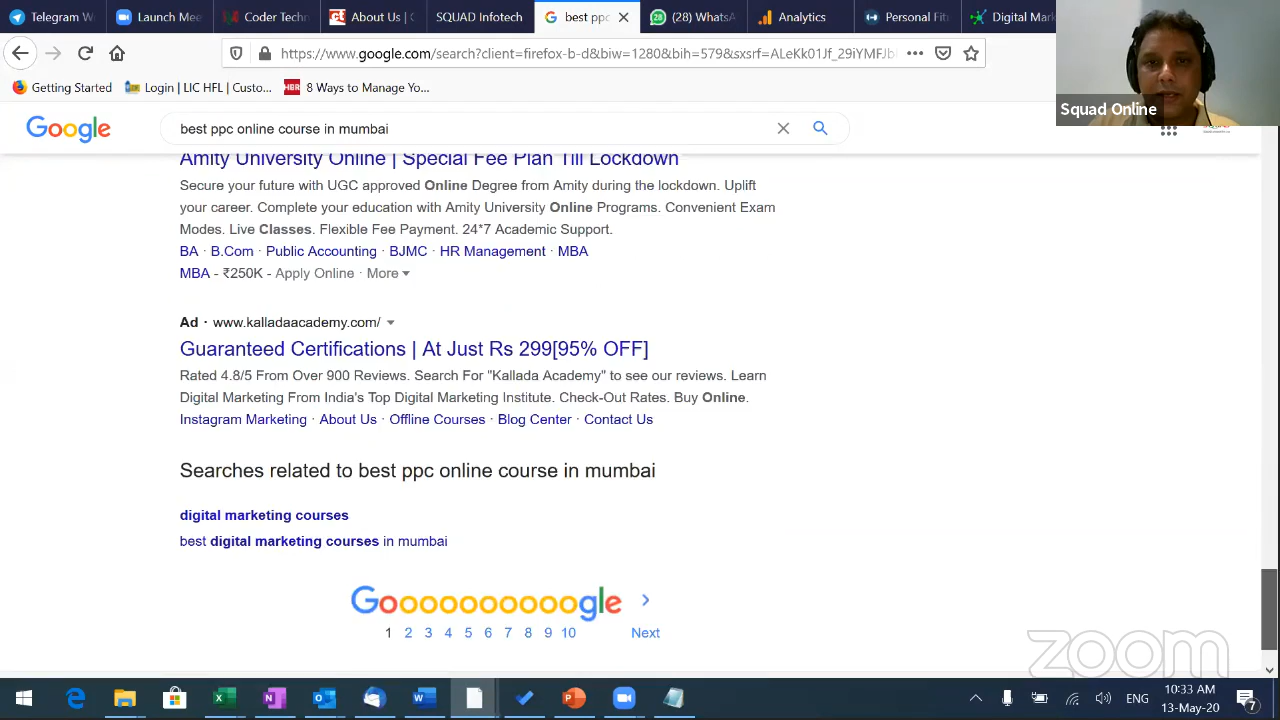 Telegram W
Launch Mee
Coder Techn
About Us | C
SQUAD Infotech
best ppc
(28) WhatsA
Analytics
Personal Fit
Digital Mark
https://www.google.com/search?client=firefox-b-d&biw=1280&bih=579&sxsrf=ALeKk01Jf_29iYMFJb
Getting Started
Login | LIC HFL | Custo...
HBR
8 Ways to Manage Yo...
Squad Online
Google
best ppc online course in mumbai
Amity University Online | Special Fee Plan Till Lockdown
Secure your future with UGC approved Online Degree from Amity during the lockdown. Uplift
your career. Complete your education with Amity University Online Programs. Convenient Exam
Modes. Live Classes. Flexible Fee Payment. 24*7 Academic Support.
BA · B.Com · Public Accounting · BJMC · HR Management · MBA
MBA - ₹250K - Apply Online · More
Ad · www.kalladaacademy.com/
Guaranteed Certifications | At Just Rs 299[95% OFF]
Rated 4.8/5 From Over 900 Reviews. Search For "Kallada Academy" to see our reviews. Learn
Digital Marketing From India's Top Digital Marketing Institute. Check-Out Rates. Buy Online.
Instagram Marketing · About Us · Offline Courses · Blog Center · Contact Us
Searches related to best ppc online course in mumbai
digital marketing courses
best digital marketing courses in mumbai
Goooooooooogle
1 2 3 4 5 6 7 8 9 10 Next
zoom
ENG
10:33 AM
13-May-20
7